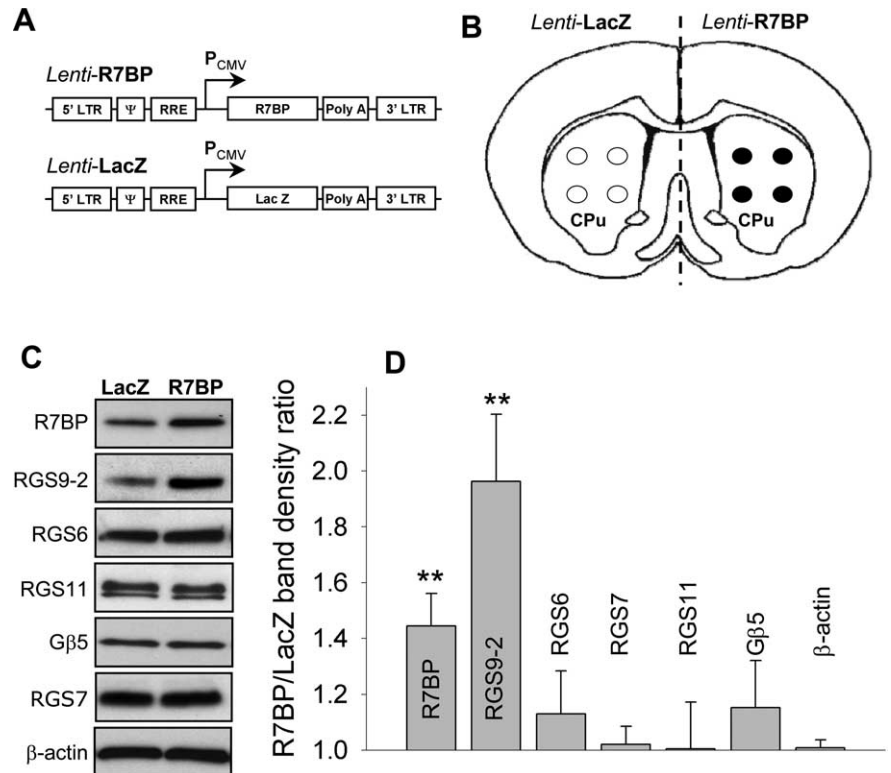 A
Lenti-R7BP
P_CMV
5' LTR Ψ RRE R7BP Poly A 3' LTR
Lenti-LacZ
P_CMV
5' LTR Ψ RRE Lac Z Poly A 3' LTR
B
Lenti-LacZ Lenti-R7BP
CPu CPu
C
LacZ R7BP
R7BP
RGS9-2
RGS6
RGS11
Gβ5
RGS7
β-actin
D
R7BP/LacZ band density ratio
2.2
2.0
1.8
1.6
1.4
1.2
1.0
**
**
R7BP
RGS9-2
RGS6
RGS7
RGS11
Gβ5
β-actin